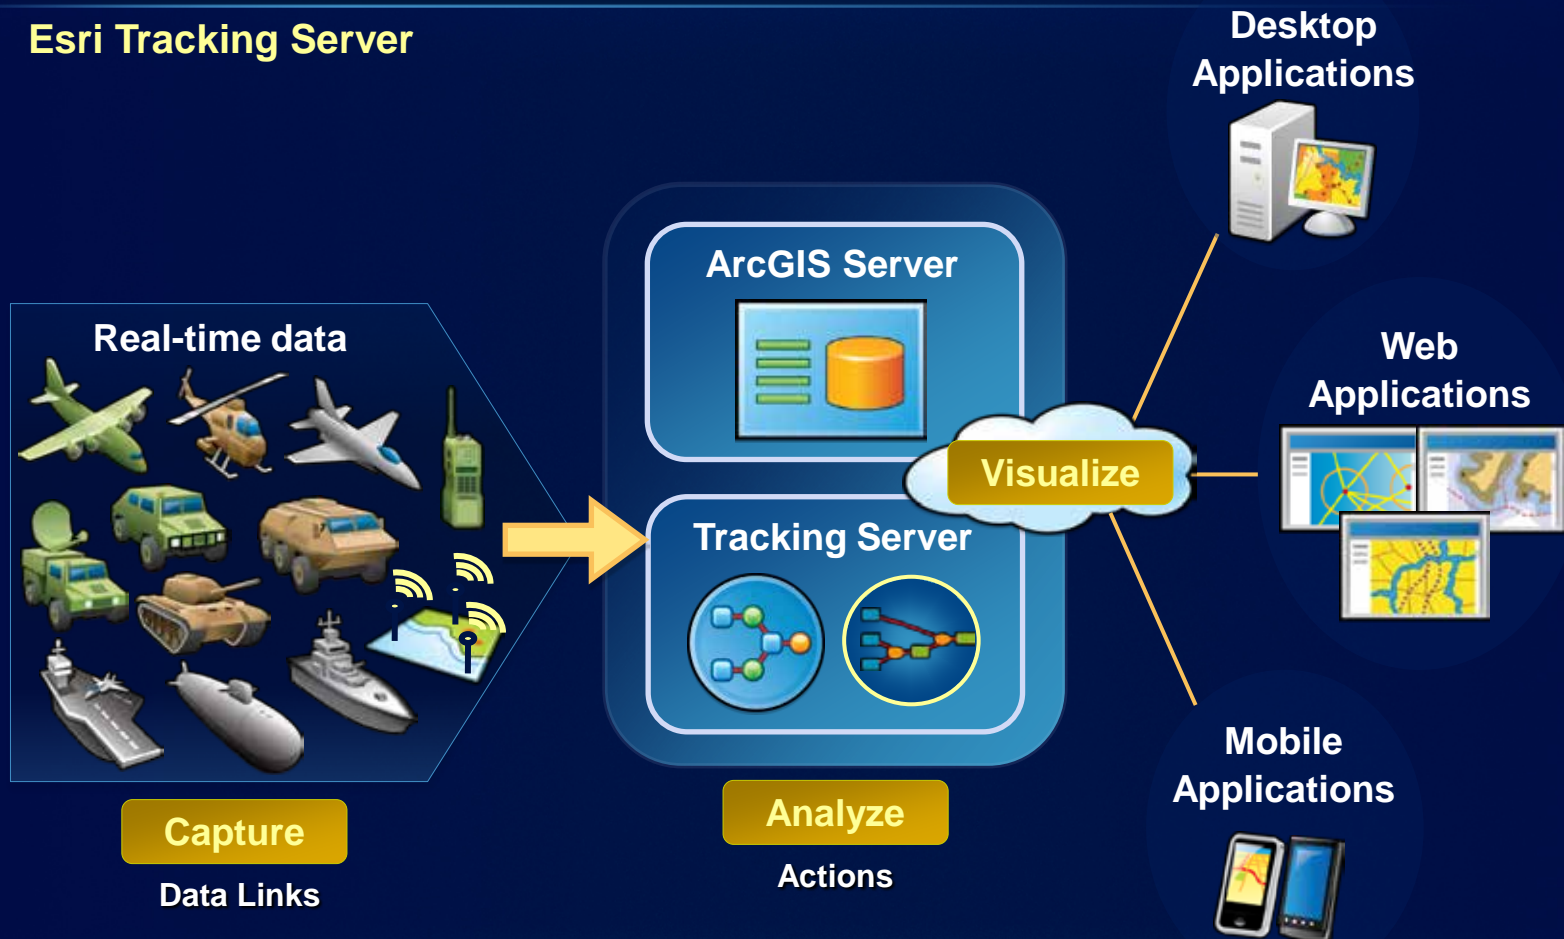 Esri Tracking Server
Real-time data
Capture
Data Links
ArcGIS Server
Tracking Server
Analyze
Actions
Visualize
Desktop
Applications
Web
Applications
Mobile
Applications